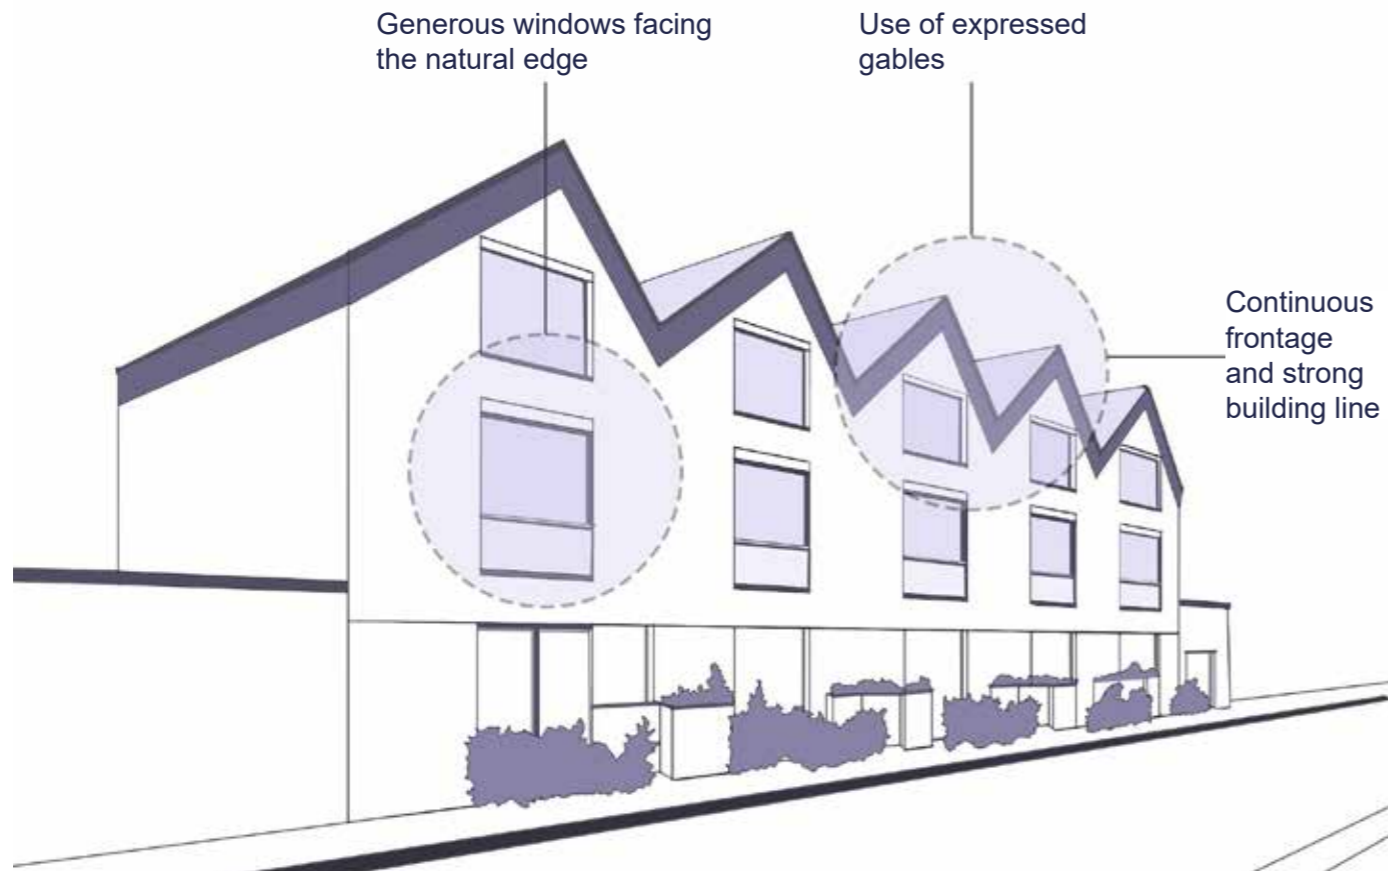 Generous windows facing
the natural edge
Use of expressed
gables
Continuous
frontage
and strong
building line